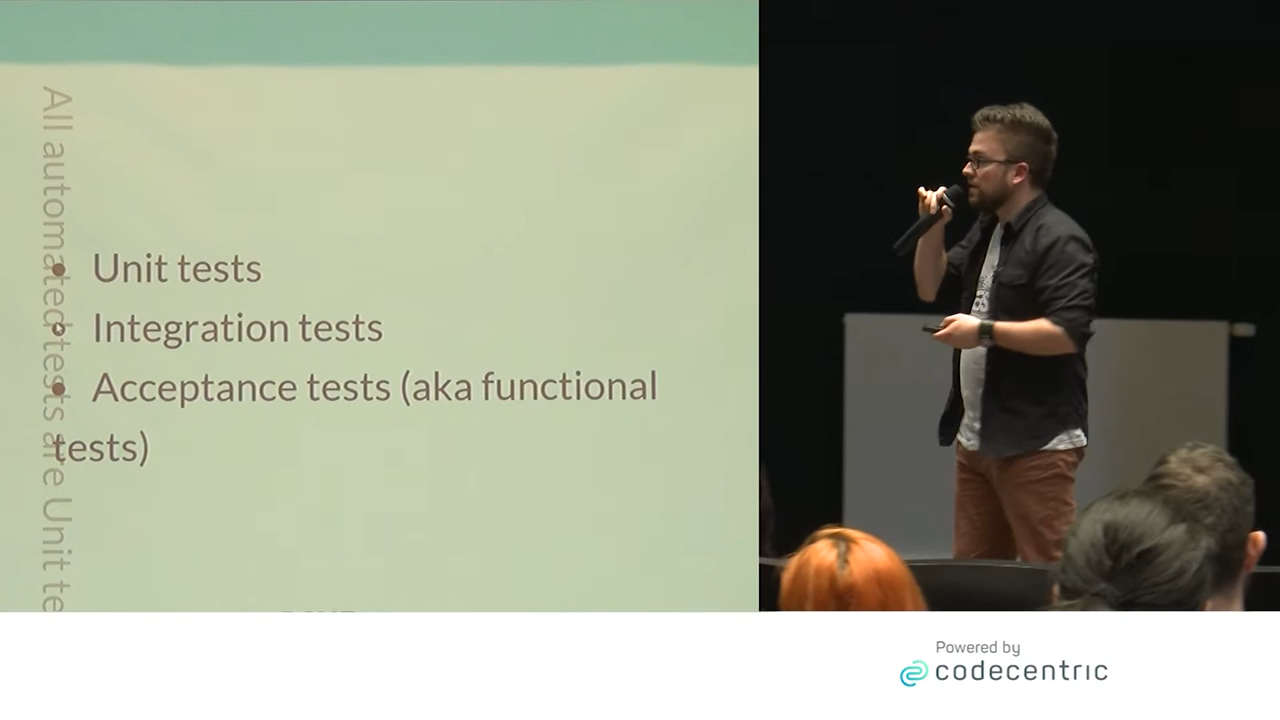 All automated tests are Unit te
• Unit tests
• Integration tests
• Acceptance tests (aka functional
tests)
Powered by
codecentric